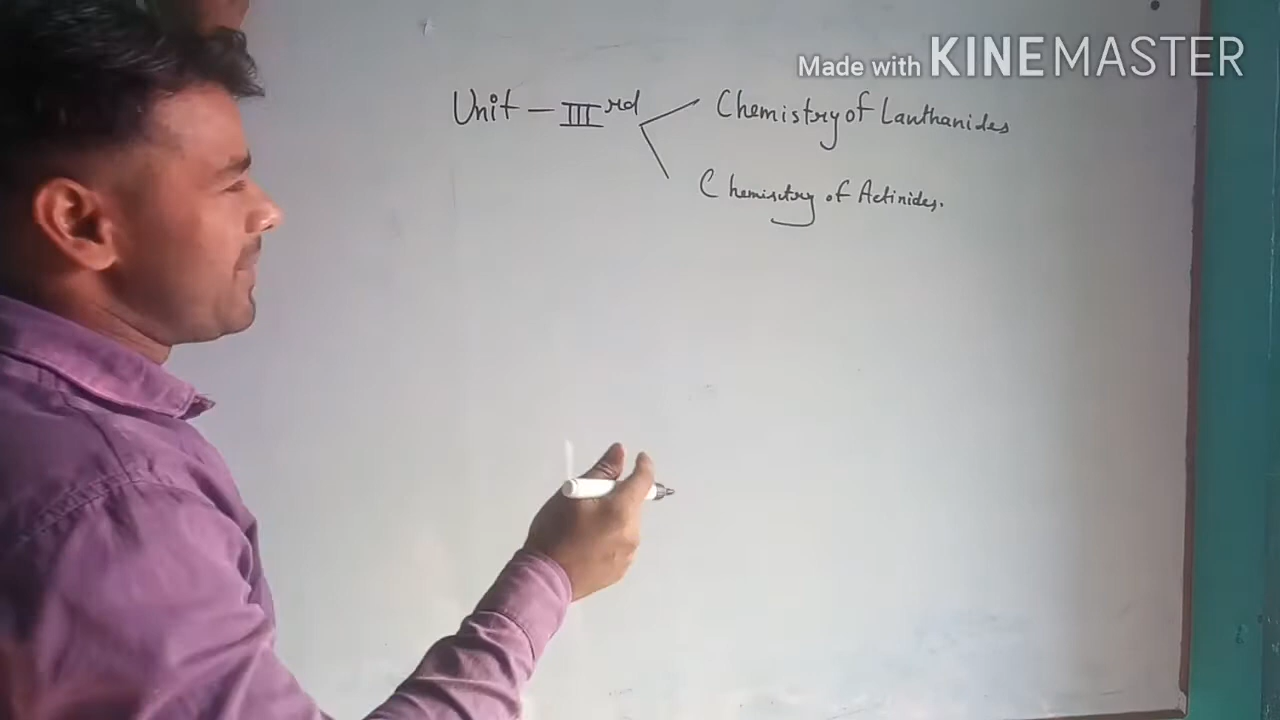 Made with KINEMASTER
Unit - IIIrd Chemistry of Lanthanides
Chemistry of Actinides.